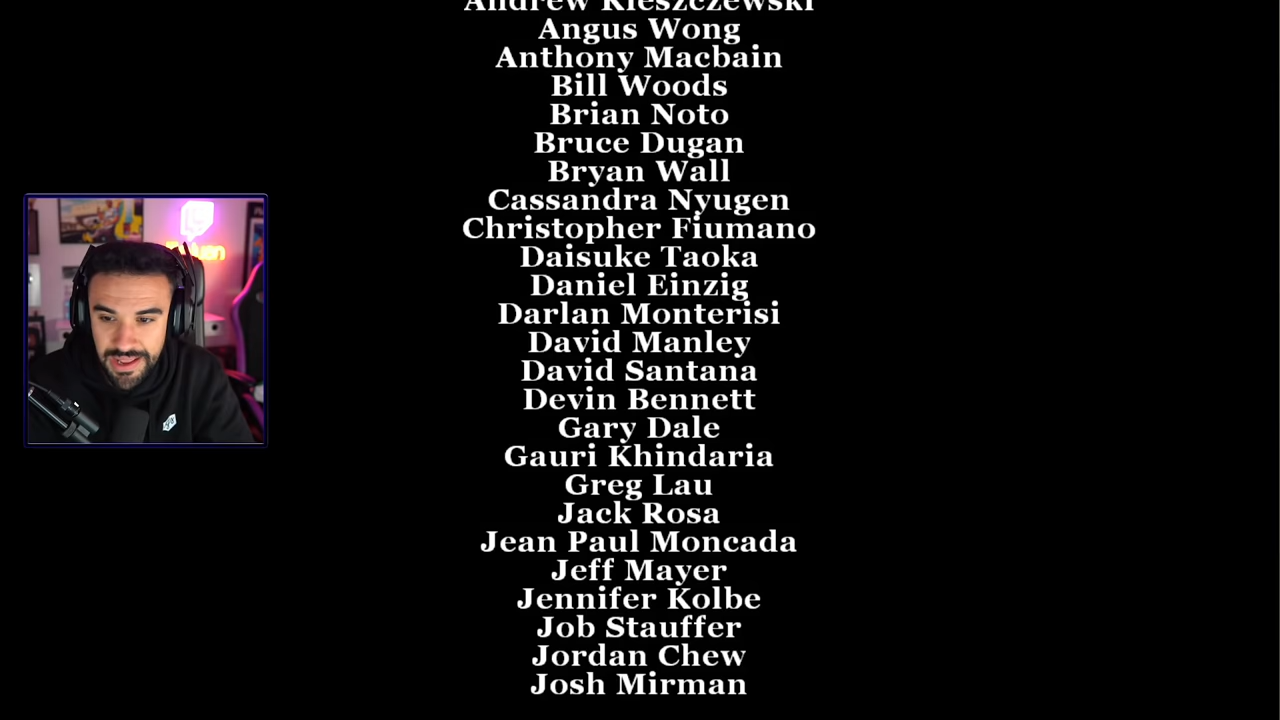 Andrew Kleszczewski
Angus Wong
Anthony Macbain
Bill Woods
Brian Noto
Bruce Dugan
Bryan Wall
Cassandra Nyugen
Christopher Fiumano
Daisuke Taoka
Daniel Einzig
Darlan Monterisi
David Manley
David Santana
Devin Bennett
Gary Dale
Gauri Khindaria
Greg Lau
Jack Rosa
Jean Paul Moncada
Jeff Mayer
Jennifer Kolbe
Job Stauffer
Jordan Chew
Josh Mirman